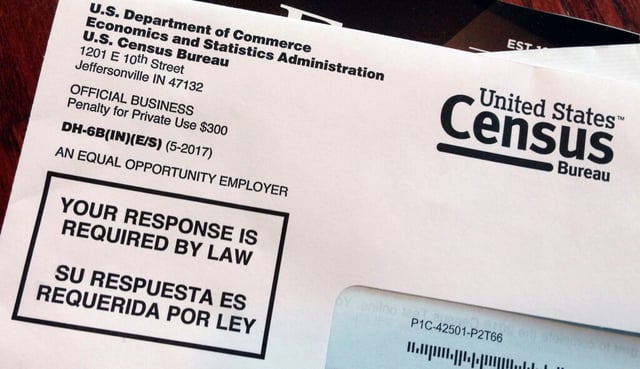 U.S. Department of Commerce
Economics and Statistics Administration
U.S. Census Bureau
1201 E 10th Street
Jeffersonville IN 47132
OFFICIAL BUSINESS
Penalty for Private Use $300
DH-6B(IN)(E/S) (5-2017)
AN EQUAL OPPORTUNITY EMPLOYER
YOUR RESPONSE IS
REQUIRED BY LAW
SU RESPUESTA ES
REQUERIDA POR LEY
EST
United States™
Census
Bureau
P1C-42501-P2T66